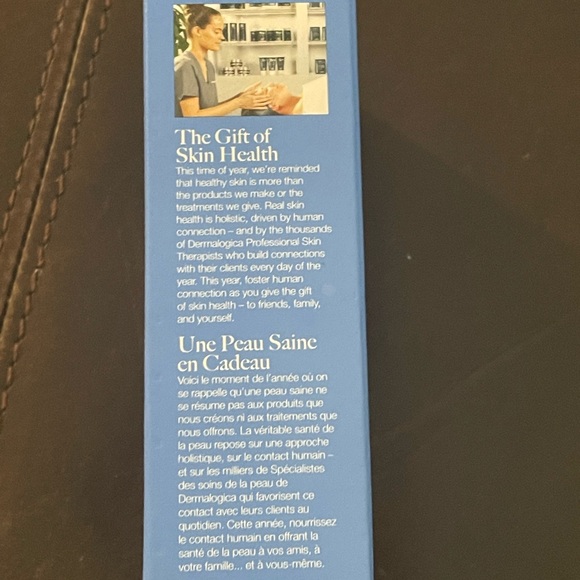 The Gift of
Skin Health
This time of year, we're reminded
that healthy skin is more than
the products we make or the
treatments we give. Real skin
health is holistic, driven by human
connection – and by the thousands
of Dermalogica Professional Skin
Therapists who build connections
with their clients every day of the
year. This year, foster human
connection as you give the gift
of skin health – to friends, family,
and yourself.
Une Peau Saine
en Cadeau
Voici le moment de l'année où on
se rappelle qu'une peau saine ne
se résume pas aux produits que
nous créons ni aux traitements que
nous offrons. La véritable santé de
la peau repose sur une approche
holistique, sur le contact humain –
et sur les milliers de Spécialistes
des soins de la peau de
Dermalogica qui favorisent ce
contact avec leurs clients au
quotidien. Cette année, nourrissez
le contact humain en offrant la
santé de la peau à vos amis, à
votre famille... et à vous-même.